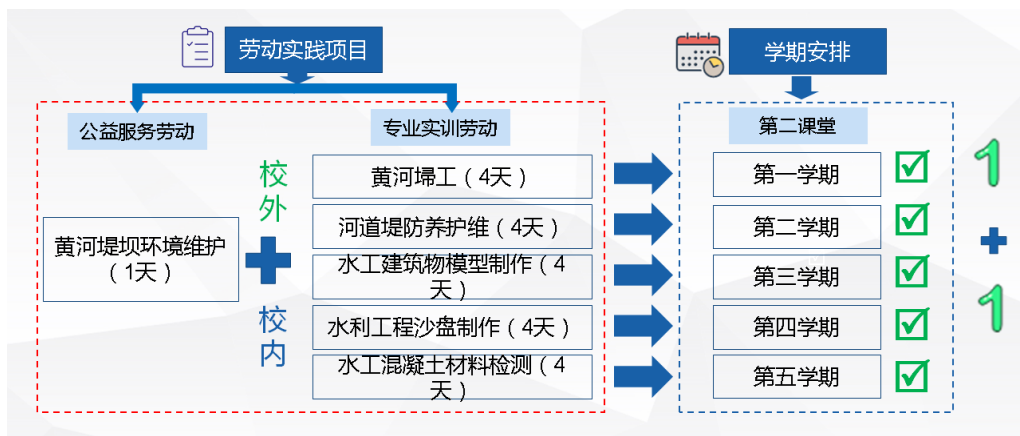 劳动实践项目
学期安排
公益服务劳动
专业实训劳动
第二课堂
校
外
黄河埽工（4天）
第一学期
1
黄河堤坝环境维护
（1天）
河道堤防养护维（4天）
第二学期
+
水工建筑物模型制作（4
天）
第三学期
校
内
水利工程沙盘制作（4天）
第四学期
1
水工混凝土材料检测（4
天）
第五学期